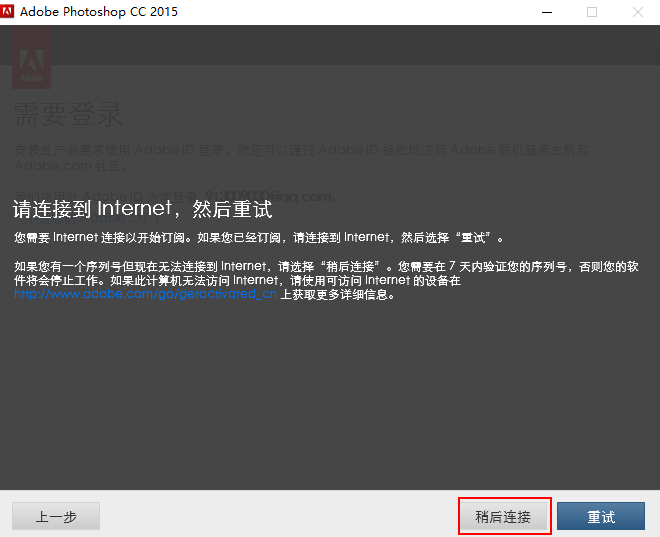 Adobe Photoshop CC 2015
Adobe
需要登录
安装此产品要求使用 Adobe ID 登录。您还可以通过 Adobe ID 轻松地访问 Adobe 联机服务主机和
Adobe.com 社区。
请连接到 Internet，然后重试
您需要 Internet 连接以开始订阅。如果您已经订阅，请连接到 Internet，然后选择“重试”。
如果您有一个序列号但现在无法连接到 Internet，请选择“稍后连接”。您需要在 7 天内验证您的序列号，否则您的软
件将会停止工作。如果此计算机无法访问 Internet，请使用可访问 Internet 的设备在
http://www.adobe.com/go/getactivated_cn 上获取更多详细信息。
上一步
稍后连接
重试